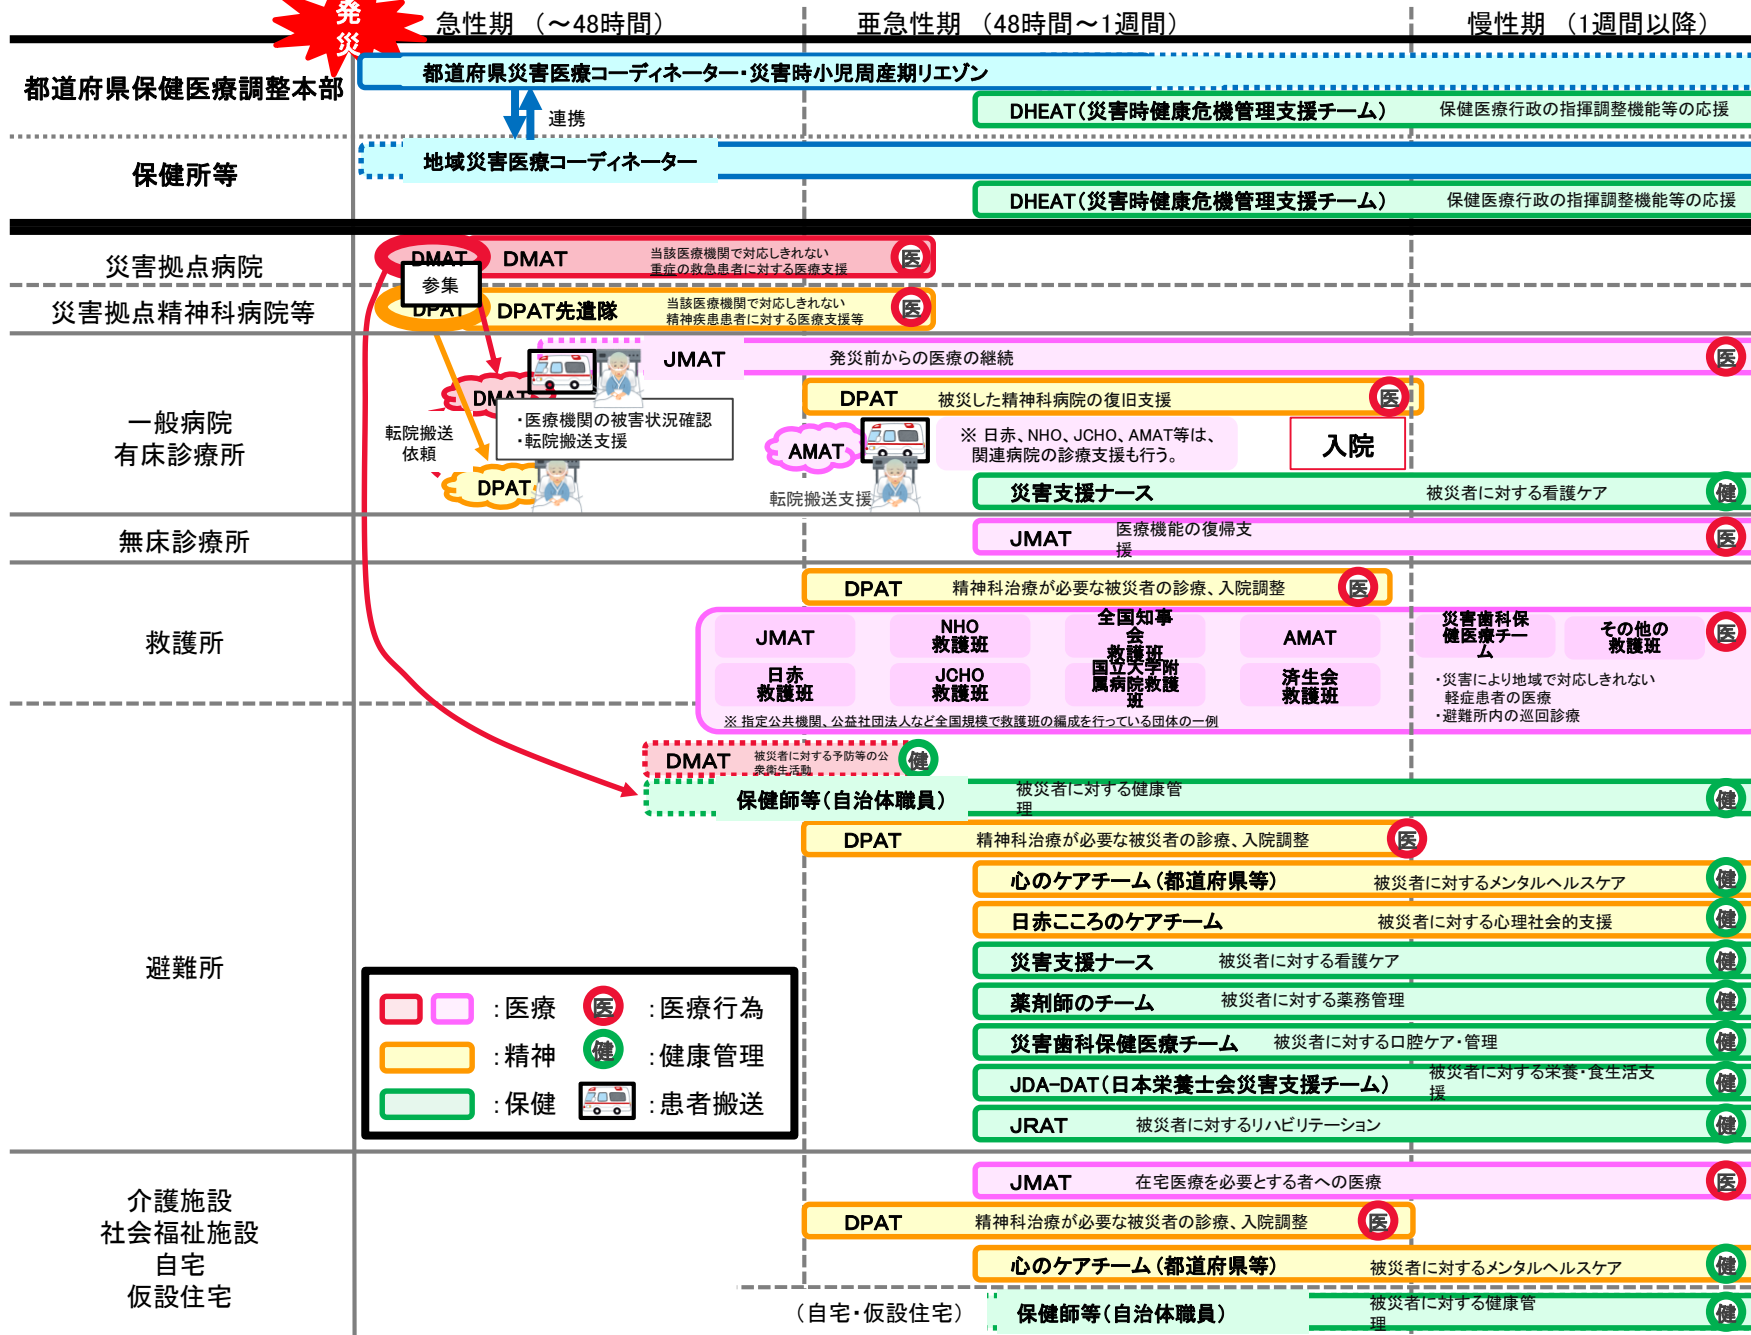 発
災
急性期 （～48時間）
亜急性期 （48時間～1週間）
慢性期 （1週間以降）
都道府県保健医療調整本部
都道府県災害医療コーディネーター・災害時小児周産期リエゾン
DHEAT(災害時健康危機管理支援チーム)
保健医療行政の指揮調整機能等の応援
連携
保健所等
地域災害医療コーディネーター
DHEAT(災害時健康危機管理支援チーム)
保健医療行政の指揮調整機能等の応援
災害拠点病院
DMAT
DMAT
当該医療機関で対応しきれない
重症の救急患者に対する医療支援
医
参集
災害拠点精神科病院等
DPAT
DPAT先遣隊
当該医療機関で対応しきれない
精神疾患患者に対する医療支援等
医
一般病院
有床診療所
JMAT
発災前からの医療の継続
医
DMAT
・医療機関の被害状況確認
・転院搬送支援
転院搬送
依頼
DPAT
DPAT
被災した精神科病院の復旧支援
医
AMAT
転院搬送支援
※ 日赤、NHO、JCHO、AMAT等は、
関連病院の診療支援も行う。
入院
災害支援ナース
被災者に対する看護ケア
健
無床診療所
JMAT
医療機能の復帰支
援
医
救護所
DPAT
精神科治療が必要な被災者の診療、入院調整
医
JMAT
NHO
救護班
全国知事
会
救護班
AMAT
災害歯科保
健医療チー
ム
その他の
救護班
医
日赤
救護班
JCHO
救護班
国立大学附
属病院救護
班
済生会
救護班
・災害により地域で対応しきれない
軽症患者の医療
・避難所内の巡回診療
※ 指定公共機関、公益社団法人など全国規模で救護班の編成を行っている団体の一例
避難所
DMAT
被災者に対する予防等の公
衆衛生活動
健
保健師等(自治体職員)
被災者に対する健康管
理
健
DPAT
精神科治療が必要な被災者の診療、入院調整
医
心のケアチーム(都道府県等)
被災者に対するメンタルヘルスケア
健
日赤こころのケアチーム
被災者に対する心理社会的支援
健
災害支援ナース
被災者に対する看護ケア
健
薬剤師のチーム
被災者に対する薬務管理
健
災害歯科保健医療チーム
被災者に対する口腔ケア・管理
健
JDA-DAT(日本栄養士会災害支援チーム)
被災者に対する栄養・食生活支
援
健
JRAT
被災者に対するリハビリテーション
健
：医療
医
：医療行為
：精神
健
：健康管理
：保健
：患者搬送
介護施設
社会福祉施設
自宅
仮設住宅
JMAT
在宅医療を必要とする者への医療
医
DPAT
精神科治療が必要な被災者の診療、入院調整
医
心のケアチーム(都道府県等)
被災者に対するメンタルヘルスケア
健
（自宅・仮設住宅）
保健師等(自治体職員)
被災者に対する健康管
理
健